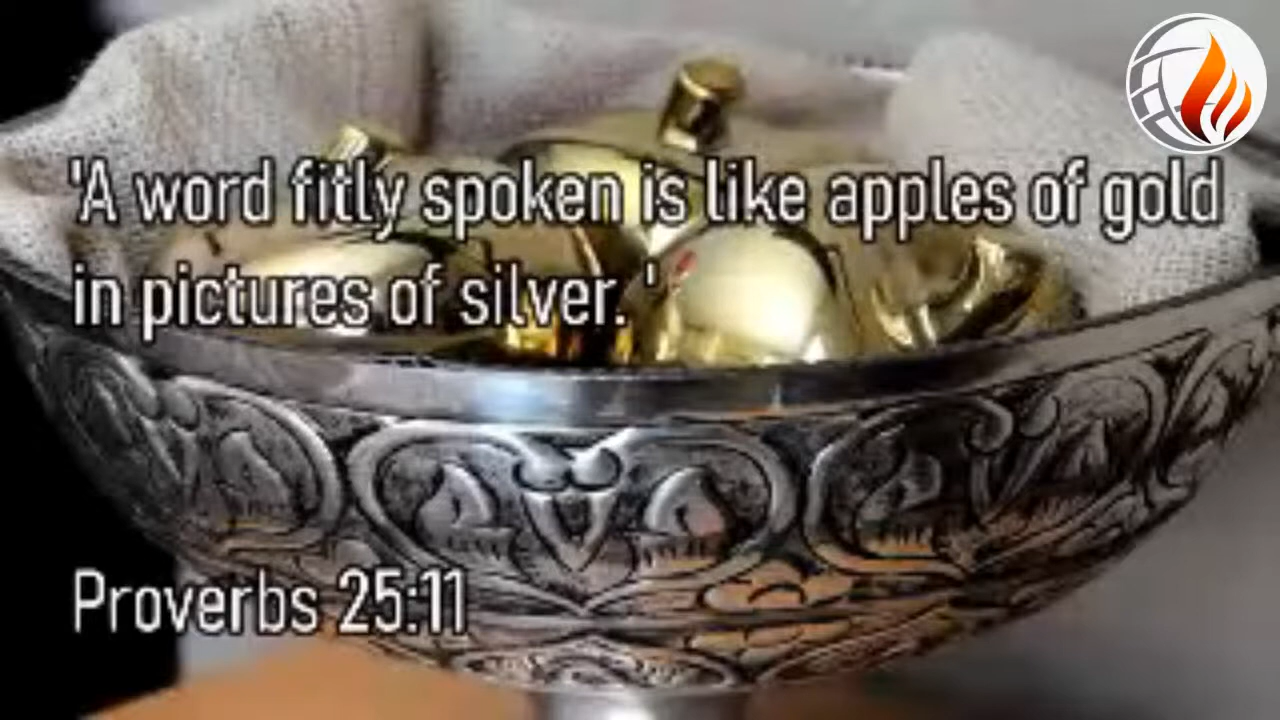 'A word fitly spoken is like apples of gold
in pictures of silver. '
Proverbs 25:11